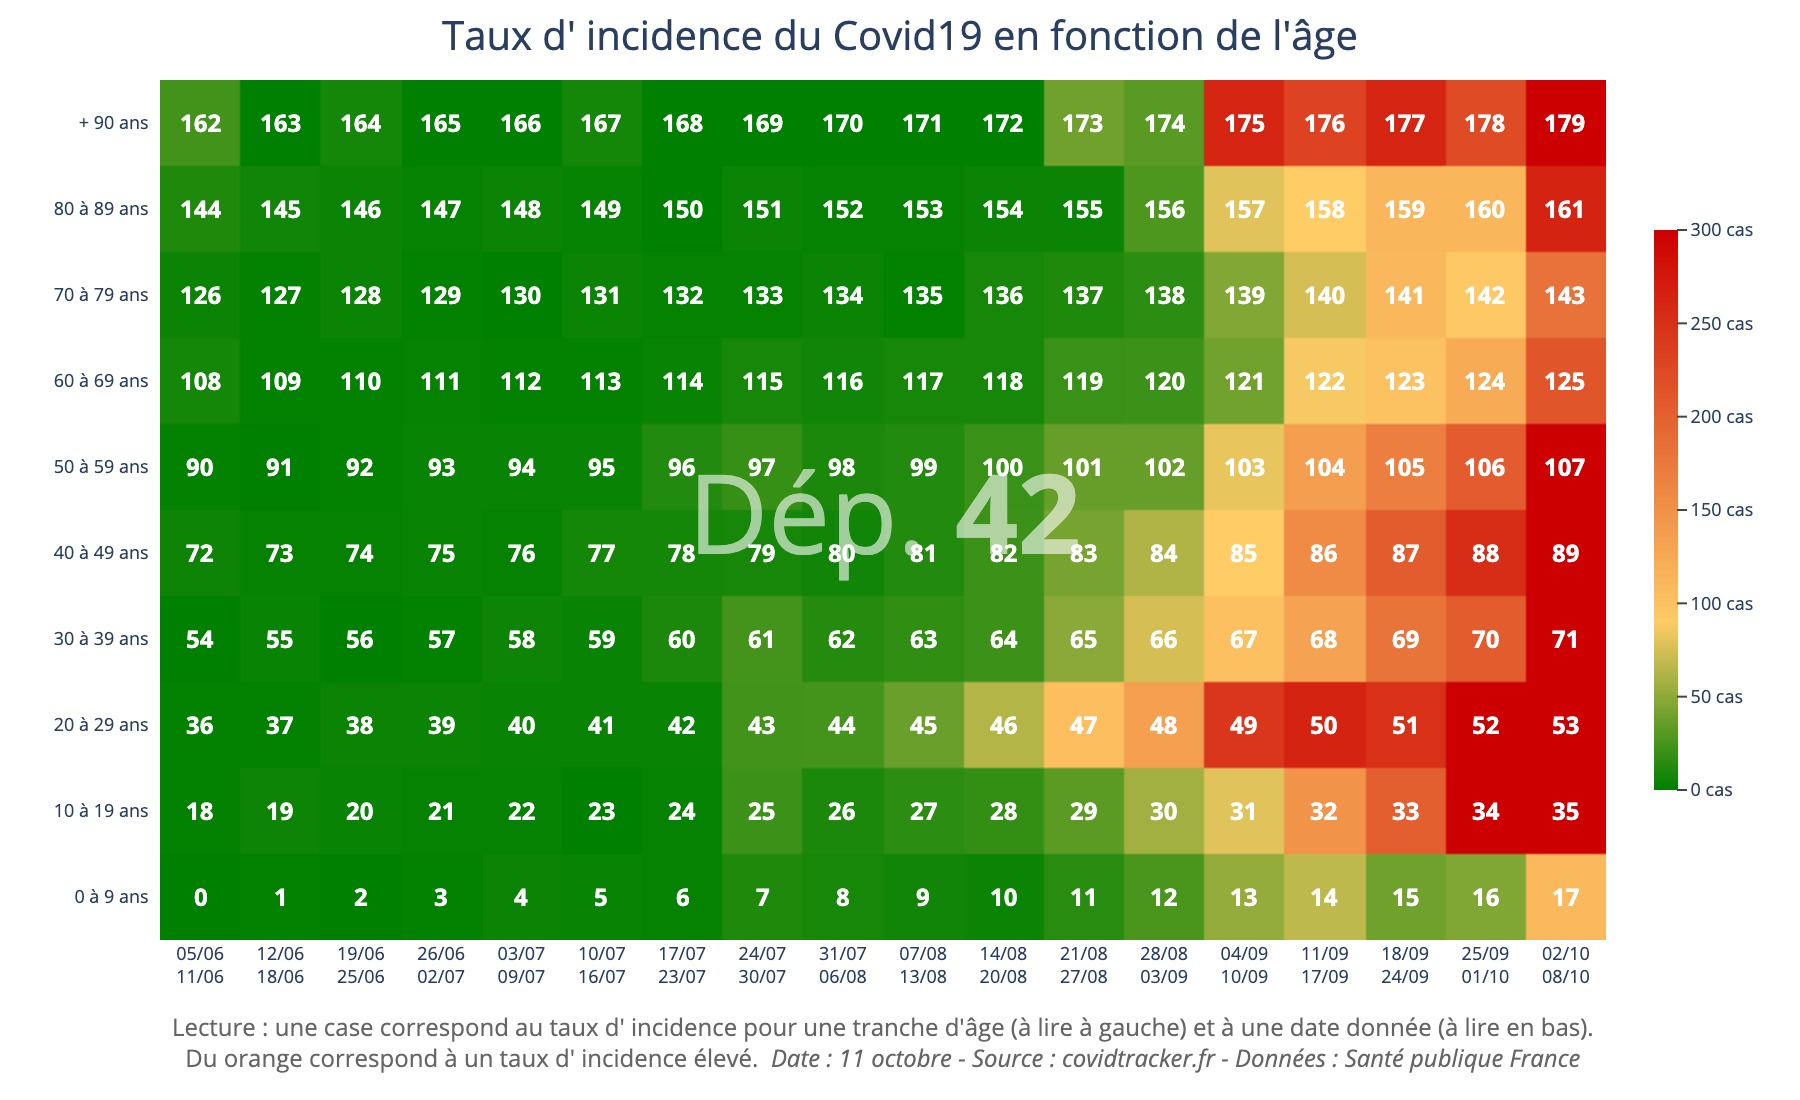 Taux d' incidence du Covid19 en fonction de l'âge
+ 90 ans 162 163 164 165 166 167 168 169 170 171 172 173 174 175 176 177 178 179
80 à 89 ans 144 145 146 147 148 149 150 151 152 153 154 155 156 157 158 159 160 161
70 à 79 ans 126 127 128 129 130 131 132 133 134 135 136 137 138 139 140 141 142 143
60 à 69 ans 108 109 110 111 112 113 114 115 116 117 118 119 120 121 122 123 124 125
50 à 59 ans 90 91 92 93 94 95 96 97 98 99 100 101 102 103 104 105 106 107
Dép. 42
40 à 49 ans 72 73 74 75 76 77 78 79 80 81 82 83 84 85 86 87 88 89
30 à 39 ans 54 55 56 57 58 59 60 61 62 63 64 65 66 67 68 69 70 71
20 à 29 ans 36 37 38 39 40 41 42 43 44 45 46 47 48 49 50 51 52 53
10 à 19 ans 18 19 20 21 22 23 24 25 26 27 28 29 30 31 32 33 34 35
0 à 9 ans 0 1 2 3 4 5 6 7 8 9 10 11 12 13 14 15 16 17
05/06 12/06 19/06 26/06 03/07 10/07 17/07 24/07 31/07 07/08 14/08 21/08 28/08 04/09 11/09 18/09 25/09 02/10
11/06 18/06 25/06 02/07 09/07 16/07 23/07 30/07 06/08 13/08 20/08 27/08 03/09 10/09 17/09 24/09 01/10 08/10
300 cas
250 cas
200 cas
150 cas
100 cas
50 cas
0 cas
Lecture : une case correspond au taux d' incidence pour une tranche d'âge (à lire à gauche) et à une date donnée (à lire en bas).
Du orange correspond à un taux d' incidence élevé. Date : 11 octobre - Source : covidtracker.fr - Données : Santé publique France